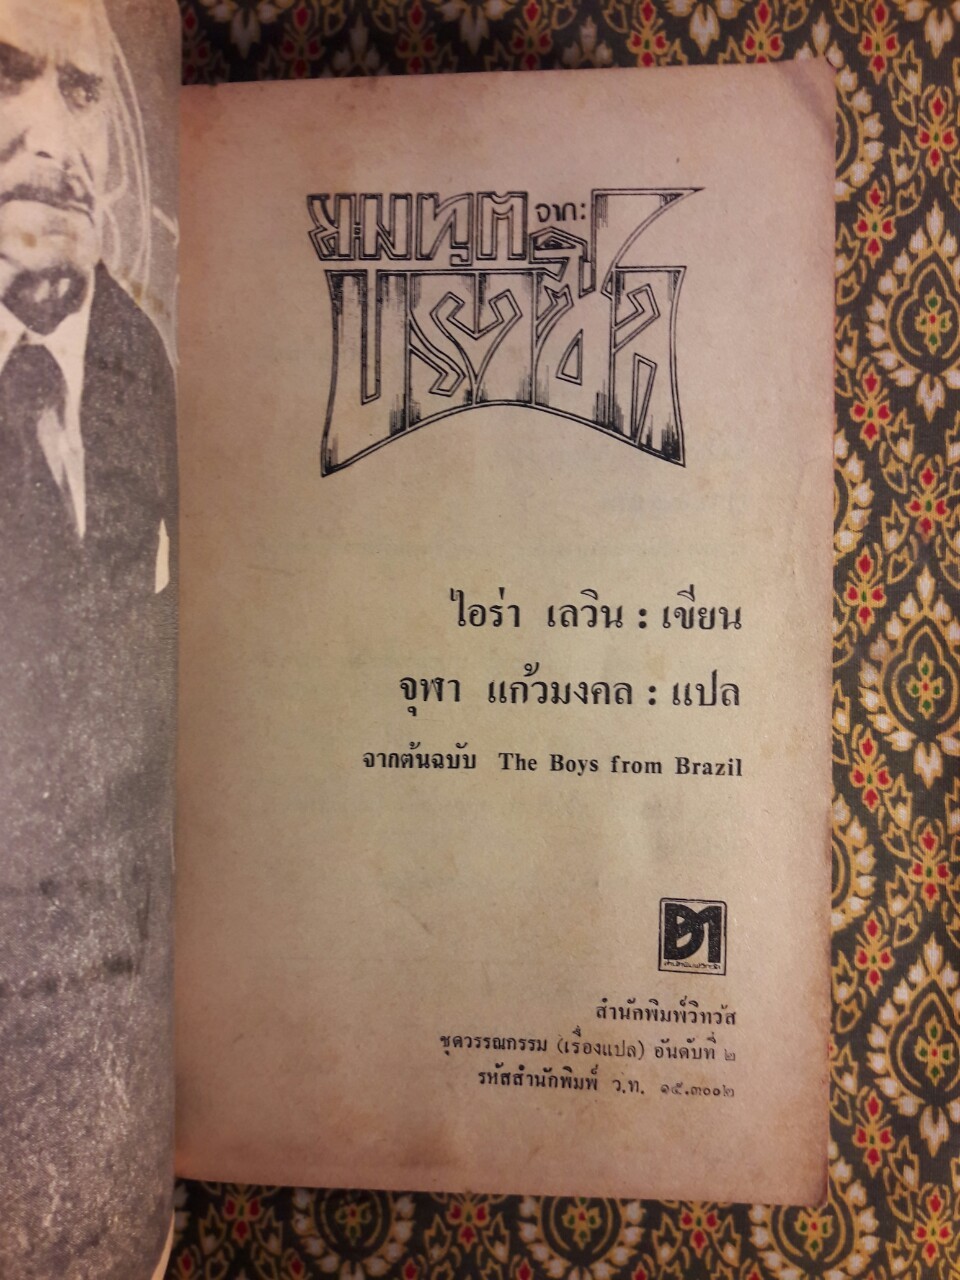 ยมทูต จาก:
บราซิล
ไอร่า เลวิน : เขียน
จุฬา แก้วมงคล : แปล
จากต้นฉบับ The Boys from Brazil
สำนักพิมพ์วิทวัส
ชุดวรรณกรรม (เรื่องแปล) อันดับที่ ๒
รหัสสำนักพิมพ์ ว.ท. ๑๕.๓๐๐๒